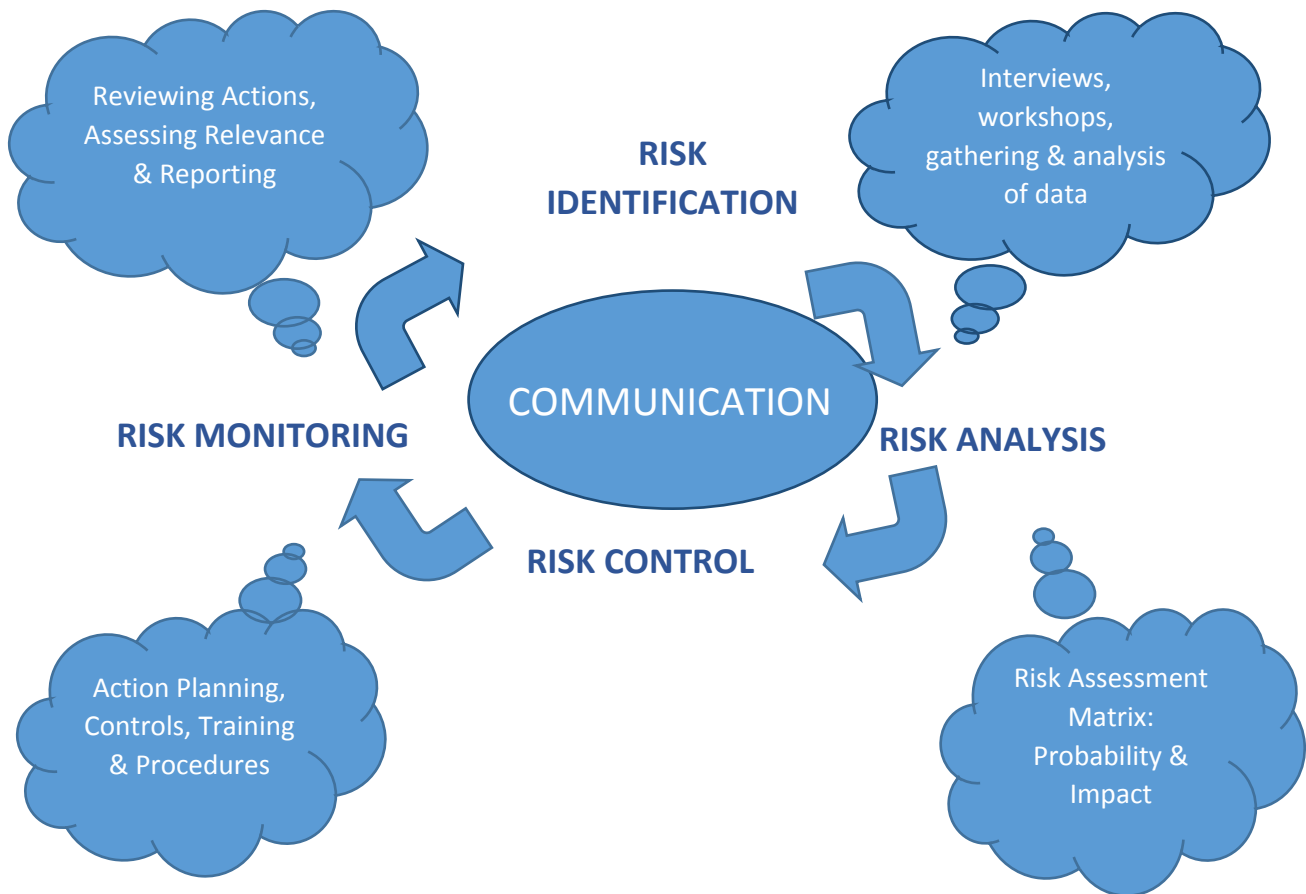 Reviewing Actions,
Assessing Relevance
& Reporting
RISK
IDENTIFICATION
Interviews,
workshops,
gathering & analysis
of data
COMMUNICATION
RISK MONITORING
RISK ANALYSIS
RISK CONTROL
Action Planning,
Controls, Training
& Procedures
Risk Assessment
Matrix:
Probability &
Impact